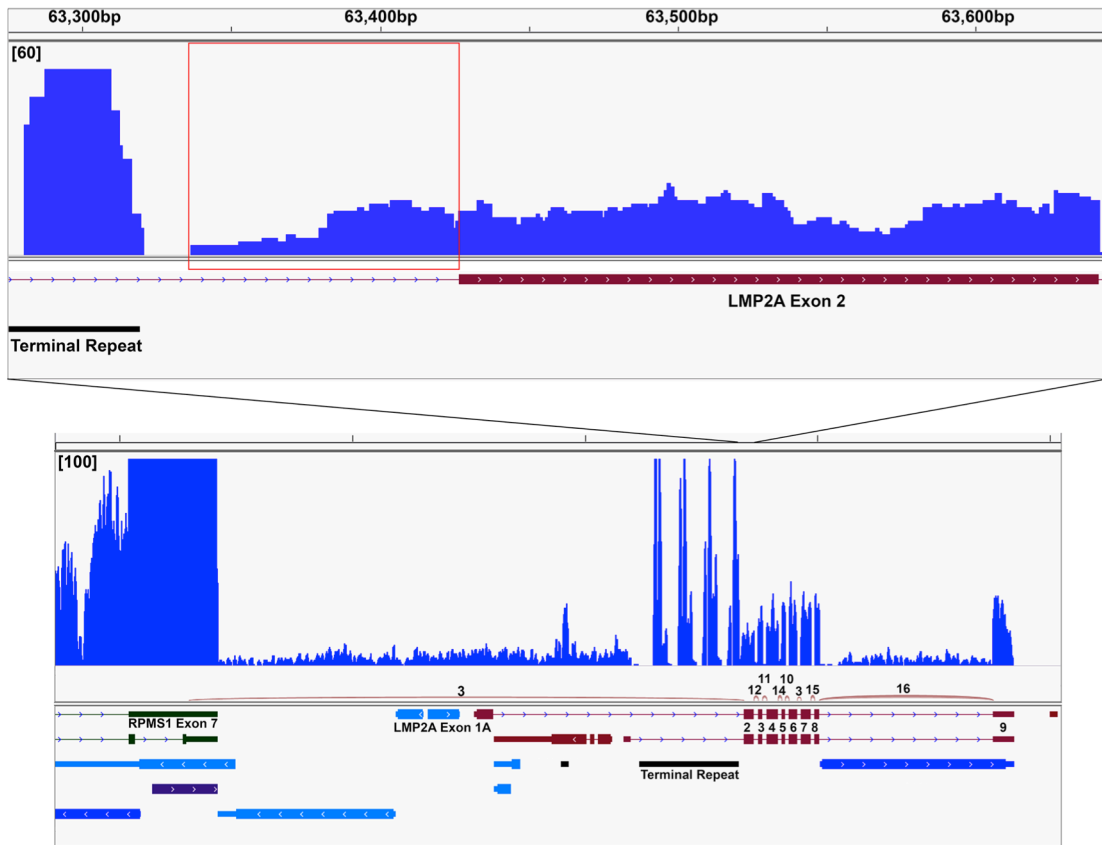 63,300bp 63,400bp 63,500bp 63,600bp
[60]
LMP2A Exon 2
Terminal Repeat
[100]
11 10
3 12 14 3 15 16
RPMS1 Exon 7
LMP2A Exon 1A 2 3 4 5 6 7 8 9
Terminal Repeat